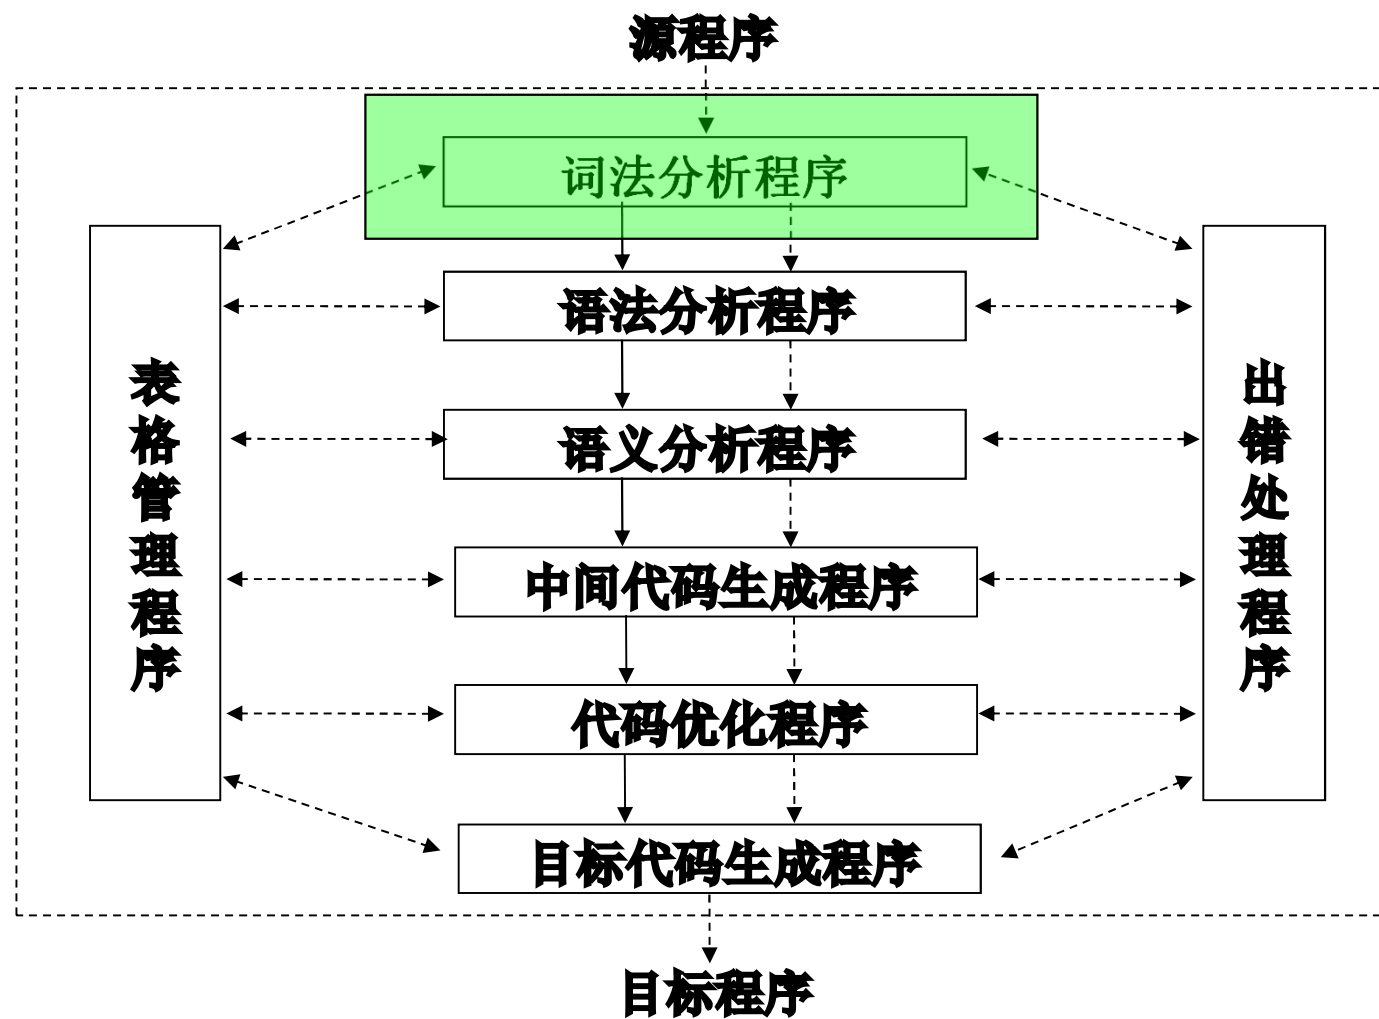 源程序
词法分析程序
语法分析程序
语义分析程序
中间代码生成程序
代码优化程序
目标代码生成程序
表格管理程序
出错处理程序
目标程序